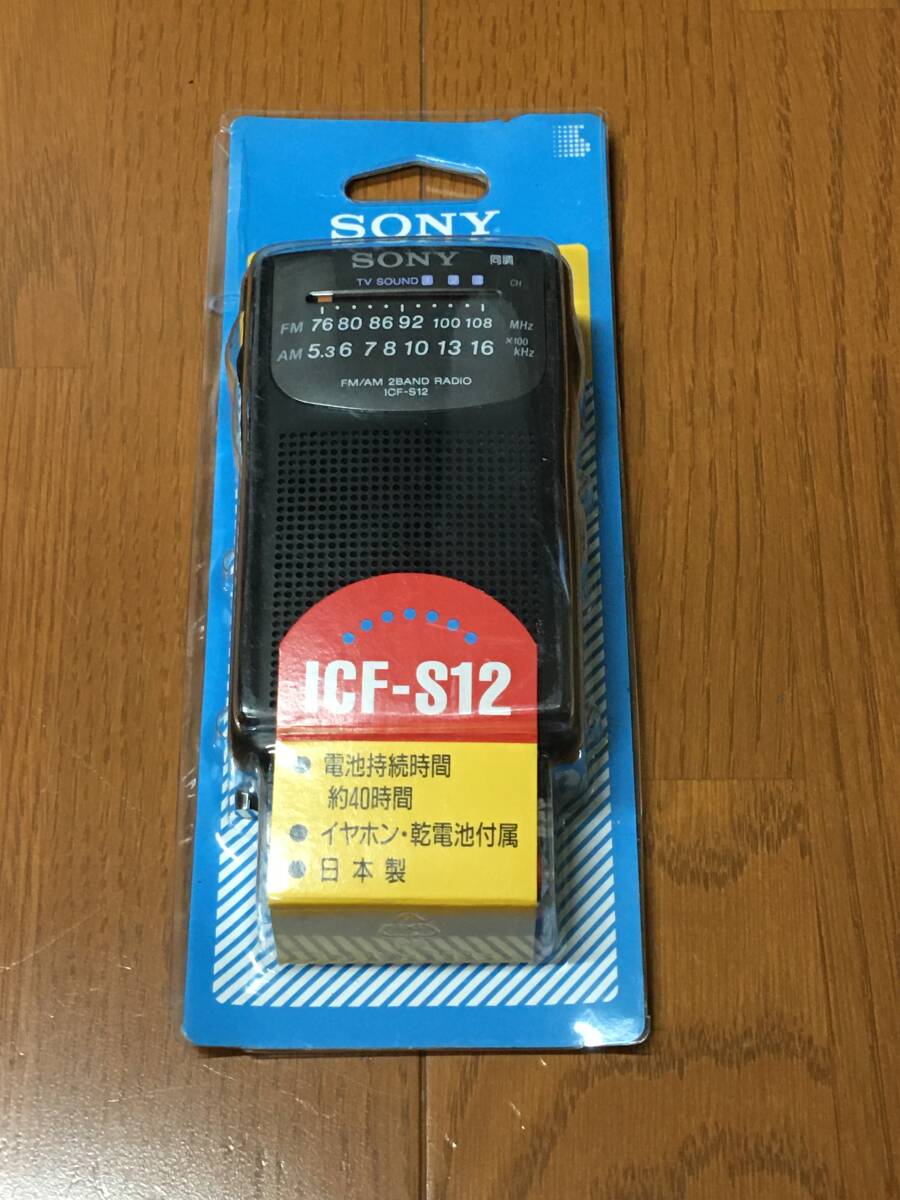 SONY
SONY 同調
TV SOUND 1 2 3 CH
FM 76 80 86 92 100 108 MHz
AM 5.3 6 7 8 10 13 16 ×100 kHz
FM/AM 2BAND RADIO
ICF-S12
ICF-S12
● 電池持続時間
約40時間
● イヤホン・乾電池付属
● 日本製